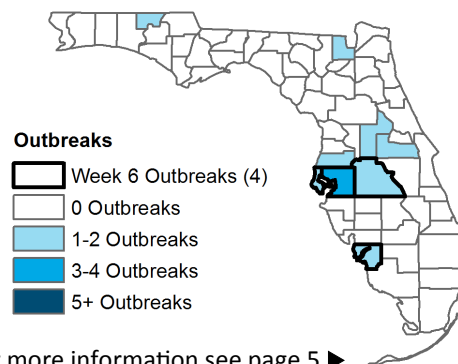 Outbreaks
Week 6 Outbreaks (4)
0 Outbreaks
1-2 Outbreaks
3-4 Outbreaks
5+ Outbreaks
more information see page 5 ▶